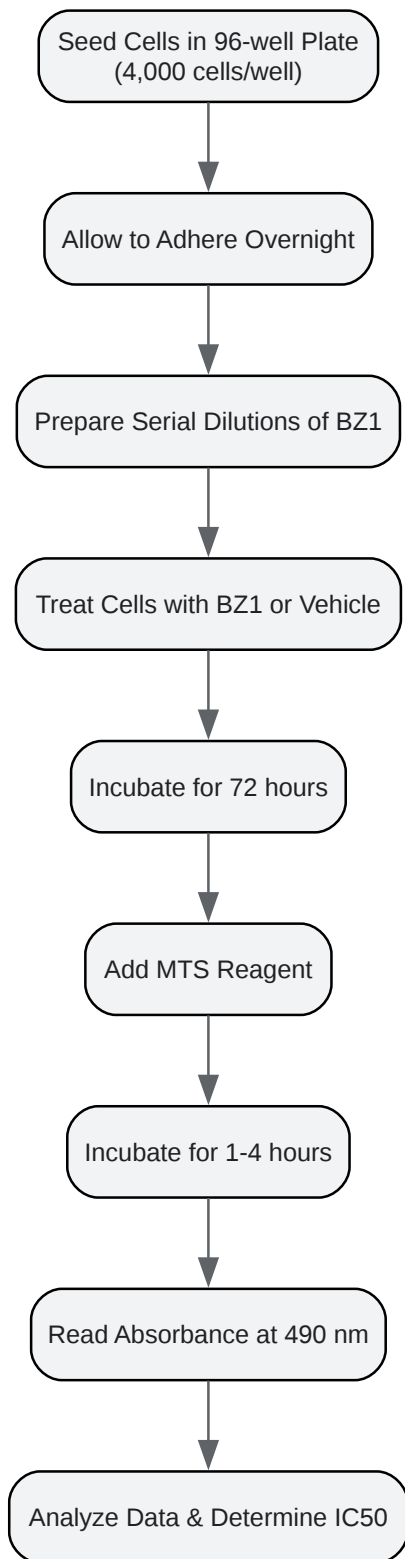 Seed Cells in 96-well Plate
(4,000 cells/well)
Allow to Adhere Overnight
Prepare Serial Dilutions of BZ1
Treat Cells with BZ1 or Vehicle
Incubate for 72 hours
Add MTS Reagent
Incubate for 1-4 hours
Read Absorbance at 490 nm
Analyze Data & Determine IC50